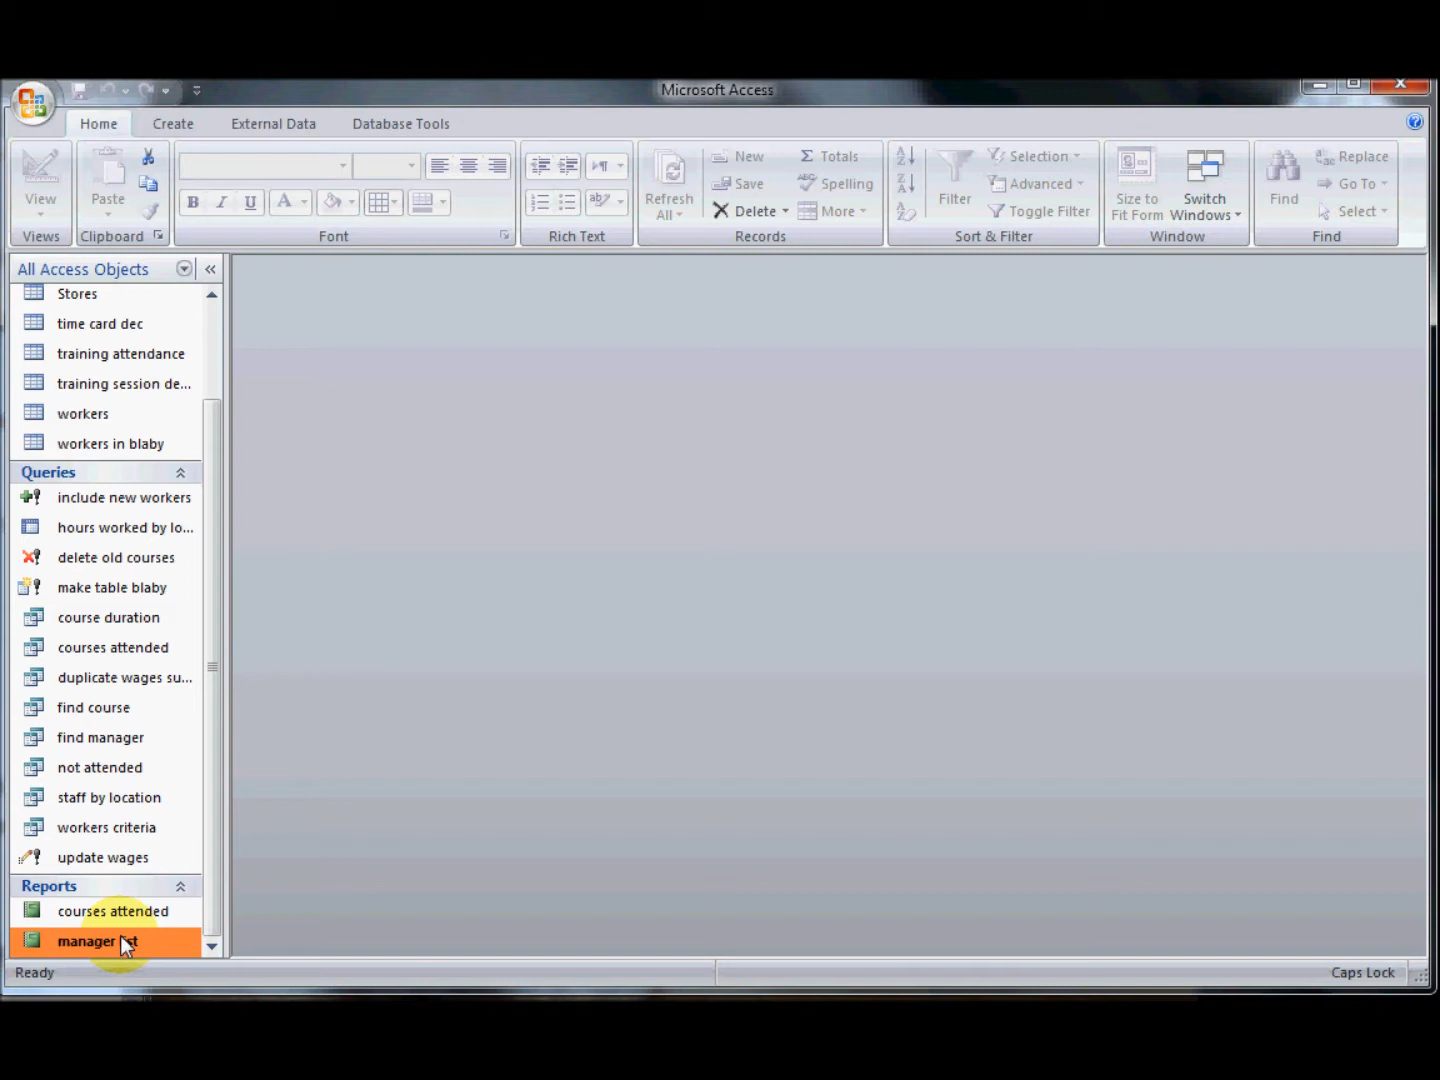 Microsoft Access
Home Create External Data Database Tools
View
Views
Paste
Clipboard
B I U A
Font
Rich Text
Refresh All
New
Save
Delete
Totals
Spelling
More
Records
Filter
Selection
Advanced
Toggle Filter
Sort & Filter
Size to Fit Form
Switch Windows
Window
Find
Replace
Go To
Select
Find
All Access Objects
Stores
time card dec
training attendance
training session de...
workers
workers in blaby
Queries
include new workers
hours worked by lo...
delete old courses
make table blaby
course duration
courses attended
duplicate wages su...
find course
find manager
not attended
staff by location
workers criteria
update wages
Reports
courses attended
manager list
Ready
Caps Lock